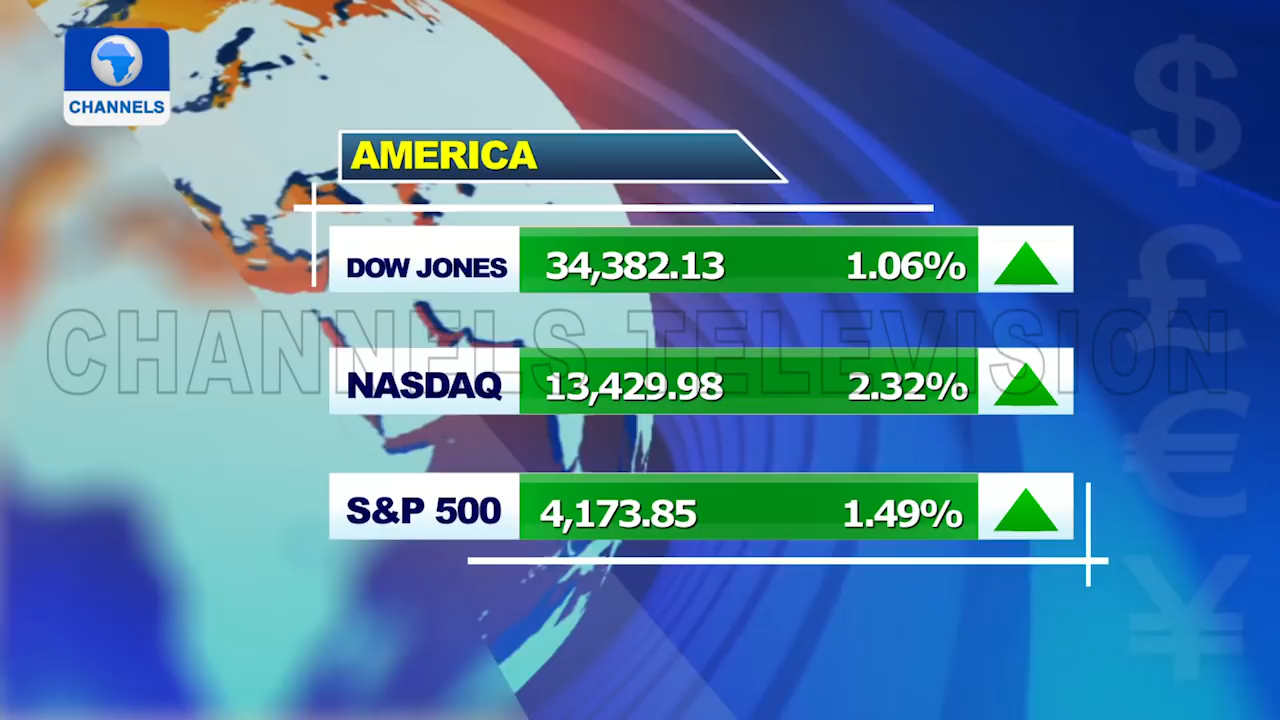 CHANNELS
AMERICA
DOW JONES 34,382.13 1.06%
CHANNELS TELEVISION
NASDAQ 13,429.98 2.32%
S&P 500 4,173.85 1.49%
$
£
€
¥